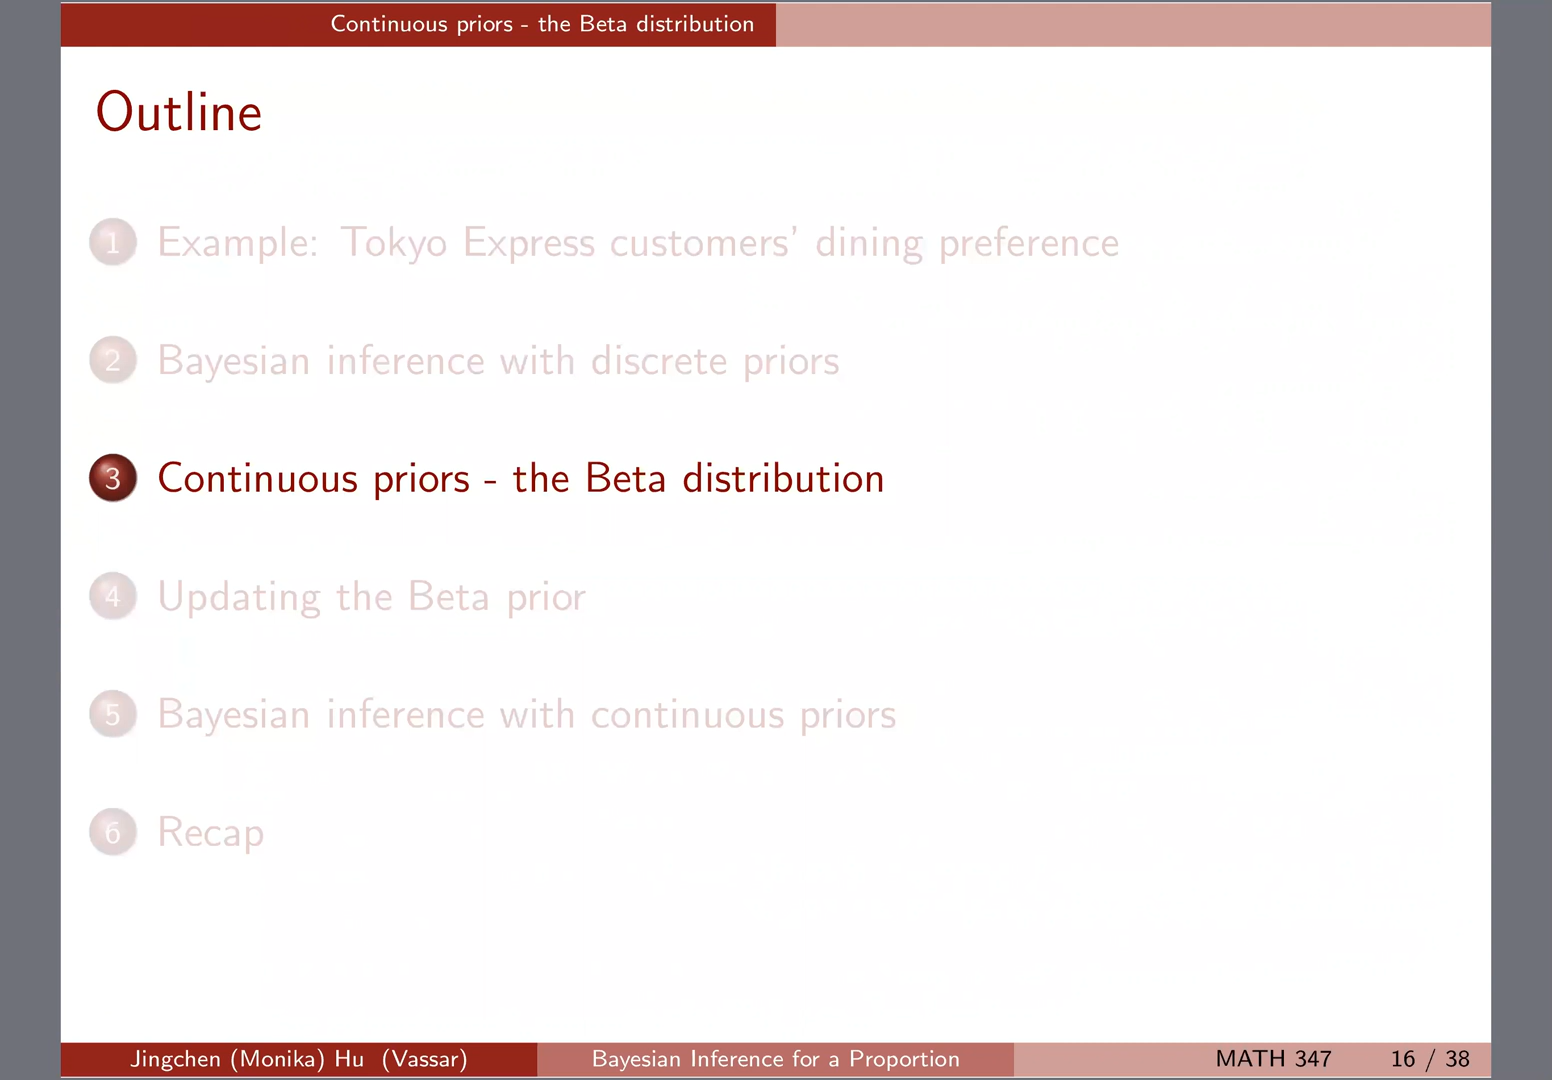 Continuous priors - the Beta distribution
Outline
1 Example: Tokyo Express customers' dining preference
2 Bayesian inference with discrete priors
3 Continuous priors - the Beta distribution
4 Updating the Beta prior
5 Bayesian inference with continuous priors
6 Recap
Jingchen (Monika) Hu (Vassar) Bayesian Inference for a Proportion MATH 347 16 / 38